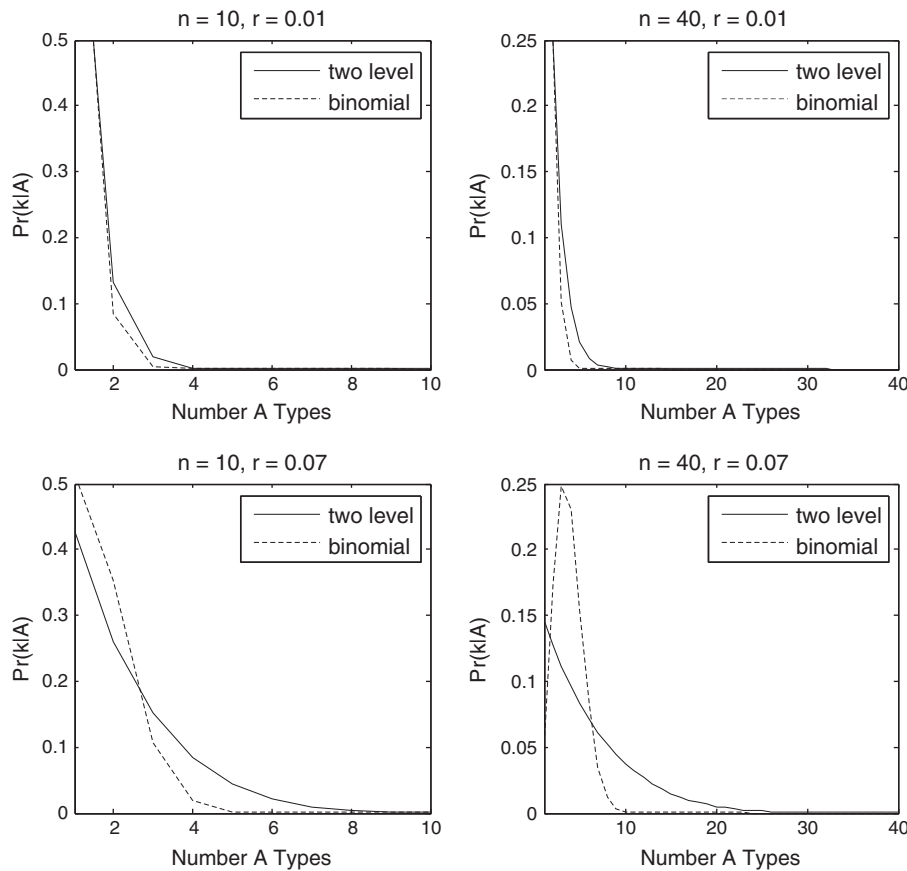 n = 10, r = 0.01
0.5
0.4
0.3
0.2
0.1
0
Pr(k|A)
two level
binomial
2
4
6
8
10
Number A Types
n = 40, r = 0.01
0.25
0.2
0.15
0.1
0.05
0
Pr(k|A)
two level
binomial
10
20
30
40
Number A Types
n = 10, r = 0.07
0.5
0.4
0.3
0.2
0.1
0
Pr(k|A)
two level
binomial
2
4
6
8
10
Number A Types
n = 40, r = 0.07
0.25
0.2
0.15
0.1
0.05
0
Pr(k|A)
two level
binomial
10
20
30
40
Number A Types